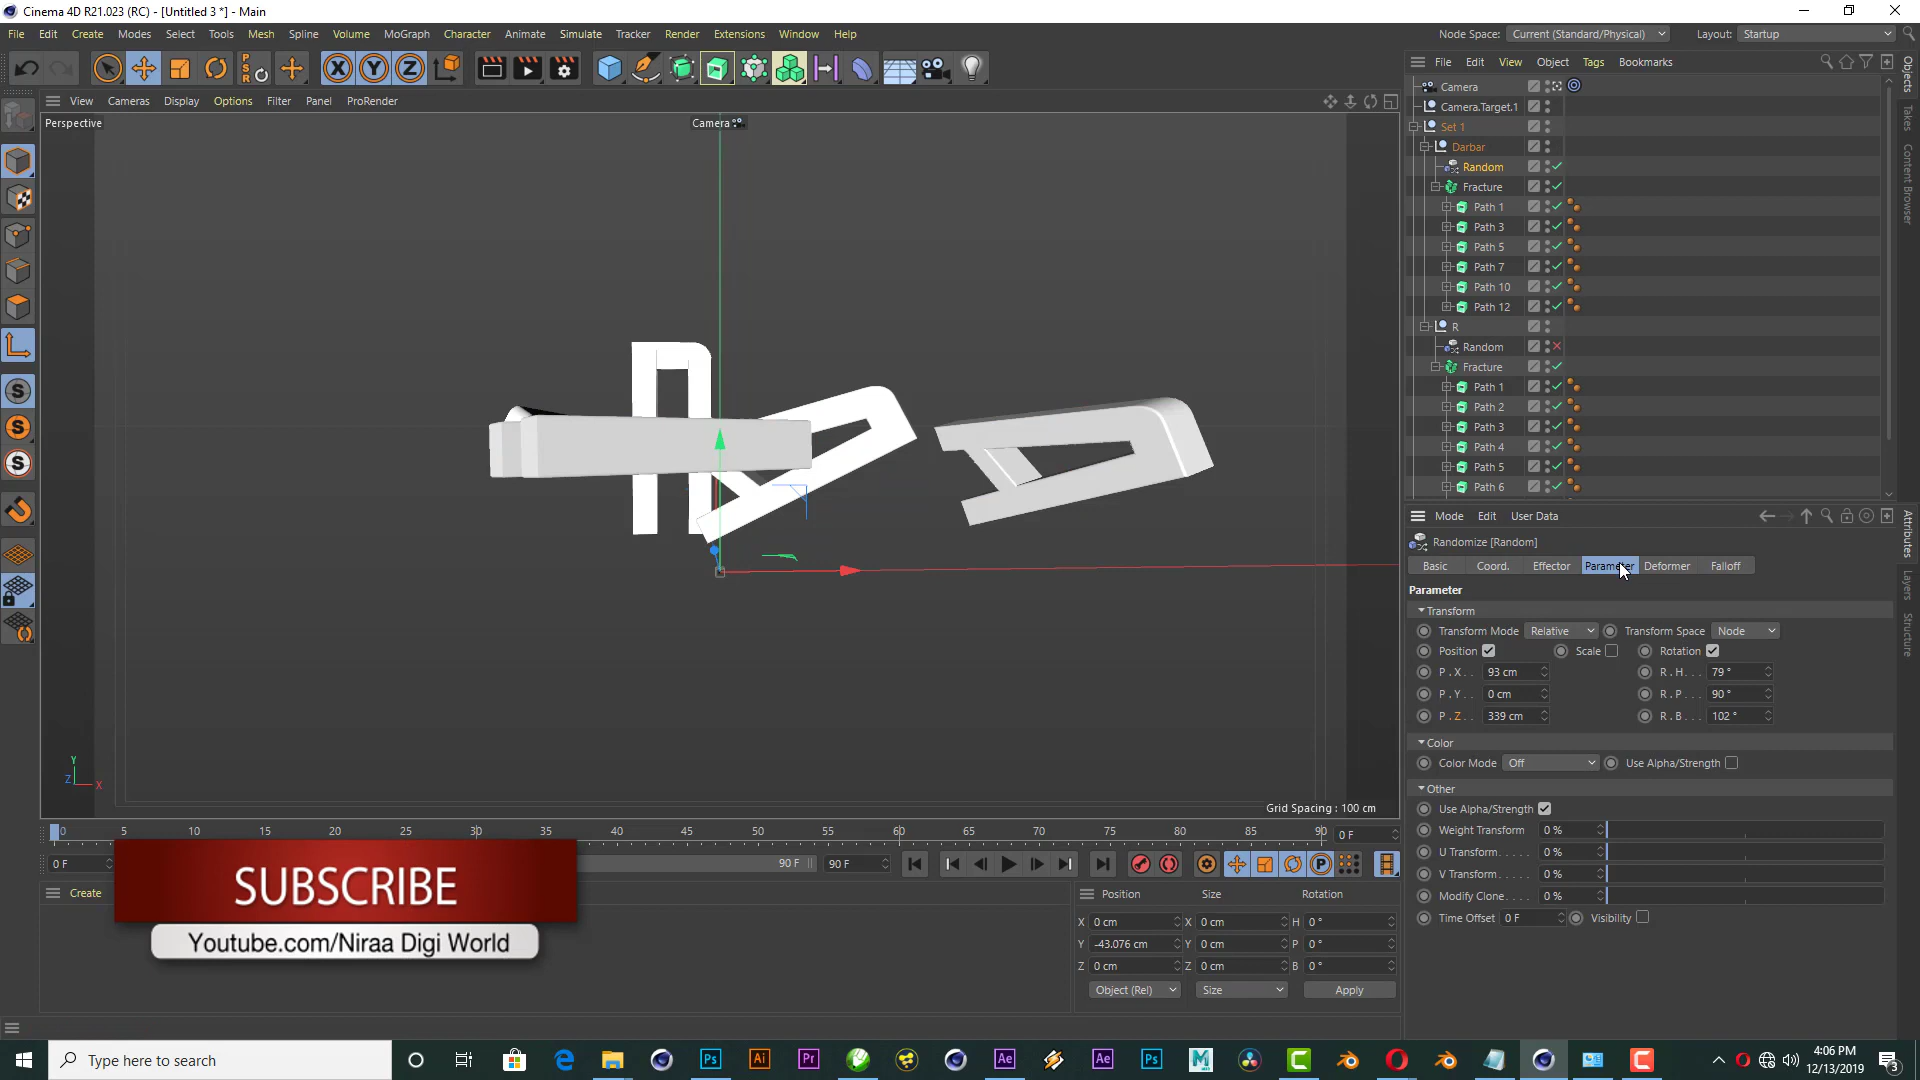 Cinema 4D R21.023 (RC) - [Untitled 3 *] - Main
File Edit Create Modes Select Tools Mesh Spline Volume MoGraph Character Animate Simulate Tracker Render Extensions Window Help
Node Space: Current (Standard/Physical) Layout: Startup
File Edit View Object Tags Bookmarks
View Cameras Display Options Filter Panel ProRender
Perspective
Camera
Camera
Camera.Target.1
Set 1
Darbar
Random
Fracture
Path 1
Path 3
Path 5
Path 7
Path 10
Path 12
R
Random
Fracture
Path 1
Path 2
Path 3
Path 4
Path 5
Path 6
Objects
Takes
Content Browser
Attributes
Layers
Structure
Mode Edit User Data
Randomize [Random]
Basic Coord. Effector Parameter Deformer Falloff
Parameter
Transform
Transform Mode Relative Transform Space Node
Position Scale Rotation
P . X . . 93 cm R . H . . . 79 °
P . Y . . 0 cm R . P . . . 90 °
P . Z . . 339 cm R . B . . . 102 °
Color
Color Mode Off Use Alpha/Strength
Other
Use Alpha/Strength
Weight Transform 0 %
U Transform . . . . . 0 %
V Transform . . . . . 0 %
Modify Clone . . . . 0 %
Time Offset 0 F Visibility
Y
Z X
Grid Spacing : 100 cm
0 5 10 15 20 25 30 35 40 45 50 55 60 65 70 75 80 85 90 0 F
0 F 90 F 90 F
Create
SUBSCRIBE
Youtube.com/Niraa Digi World
Position Size Rotation
X 0 cm X 0 cm H 0 °
Y -43.076 cm Y 0 cm P 0 °
Z 0 cm Z 0 cm B 0 °
Object (Rel) Size Apply
Type here to search
4:06 PM
12/13/2019
3